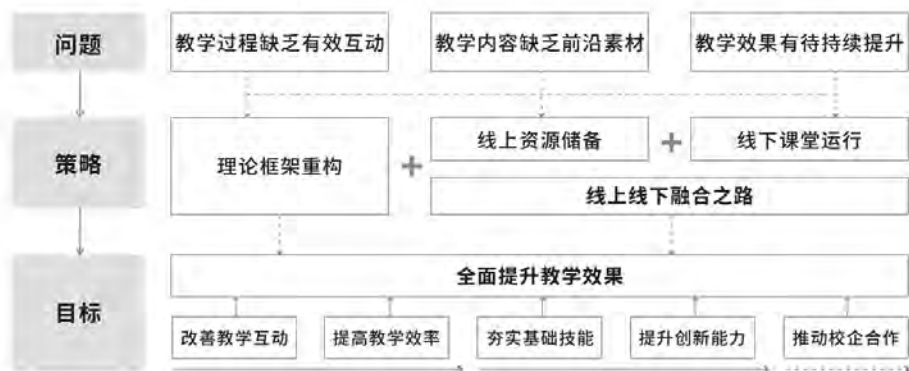 问题
教学过程缺乏有效互动
教学内容缺乏前沿素材
教学效果有待持续提升
策略
理论框架重构
线上资源储备
线下课堂运行
线上线下融合之路
目标
全面提升教学效果
改善教学互动
提高教学效率
夯实基础技能
提升创新能力
推动校企合作